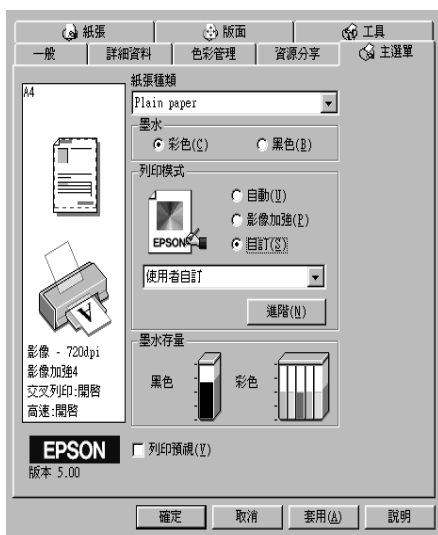 紙張 版面 工具
一般 詳細資料 色彩管理 資源分享 主選單
A4
紙張種類
Plain paper
墨水
彩色(C) 黑色(B)
列印模式
自動(U)
影像加強(P)
自訂(S)
EPSON
使用者自訂
進階(N)
影像 - 720dpi
影像加強4
交叉列印:開啓
高速:開啓
墨水存量
黑色 彩色
EPSON
版本 5.00
列印預視(V)
確定 取消 套用(A) 說明